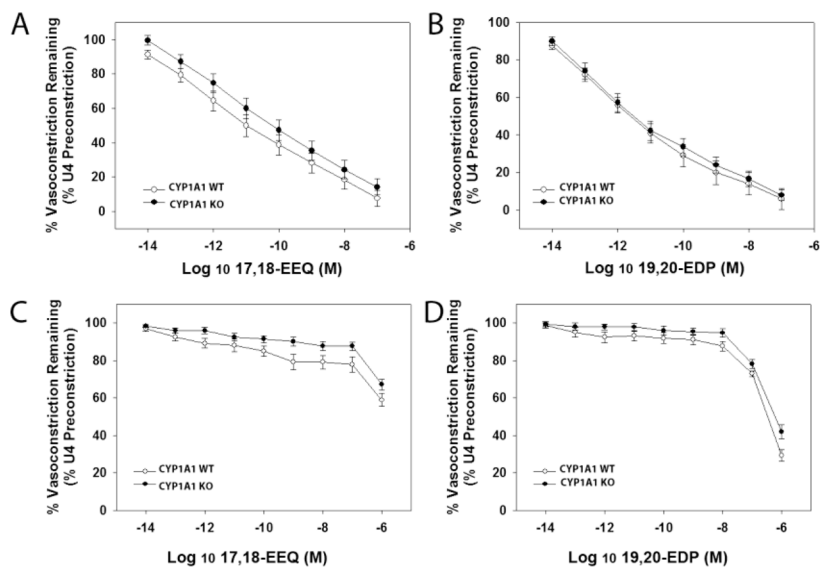 A
% Vasoconstriction Remaining
(% U4 Preconstriction)
100
80
60
40
20
0
CYP1A1 WT
CYP1A1 KO
-14
-12
-10
-8
-6
Log 10 17,18-EEQ (M)
B
% Vasoconstriction Remaining
(% U4 Preconstriction)
100
80
60
40
20
0
CYP1A1 WT
CYP1A1 KO
-14
-12
-10
-8
-6
Log 10 19,20-EDP (M)
C
% Vasoconstriction Remaining
(% U4 Preconstriction)
100
80
60
40
20
0
CYP1A1 WT
CYP1A1 KO
-14
-12
-10
-8
-6
Log 10 17,18-EEQ (M)
D
% Vasoconstriction Remaining
(% U4 Preconstriction)
100
80
60
40
20
0
CYP1A1 WT
CYP1A1 KO
-14
-12
-10
-8
-6
Log 10 19,20-EDP (M)